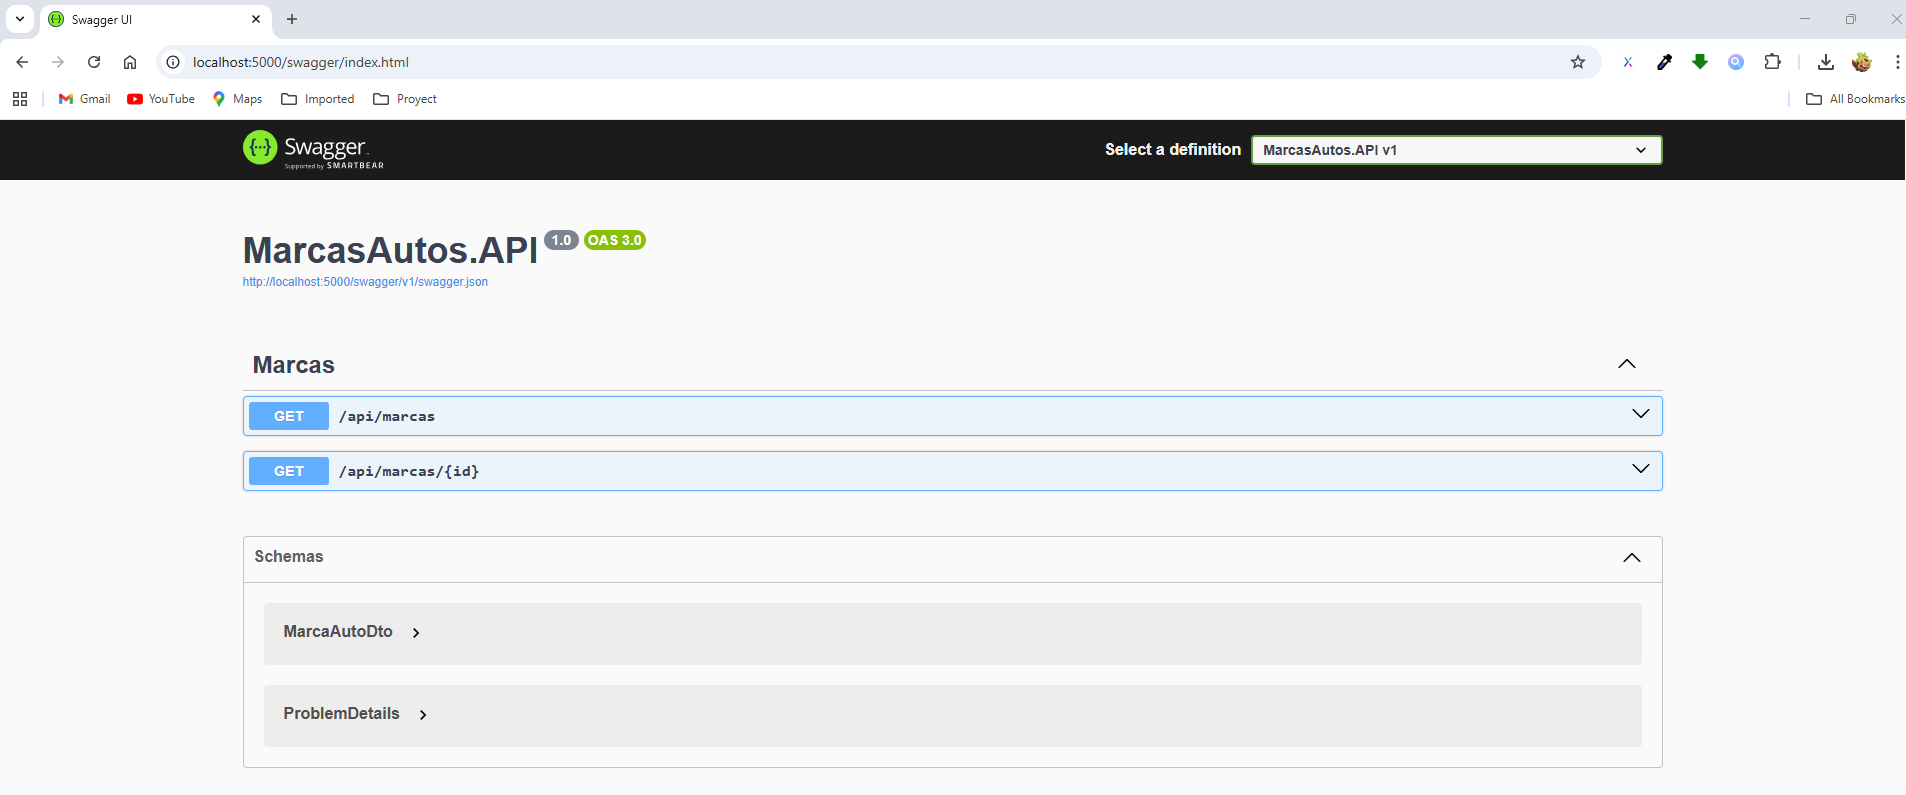 Swagger UI
localhost:5000/swagger/index.html
Gmail
YouTube
Maps
Imported
Proyect
All Bookmarks
Swagger
Supported by SMARTBEAR
Select a definition
MarcasAutos.API v1
MarcasAutos.API 1.0 OAS 3.0
http://localhost:5000/swagger/v1/swagger.json
Marcas
GET /api/marcas
GET /api/marcas/{id}
Schemas
MarcaAutoDto
ProblemDetails